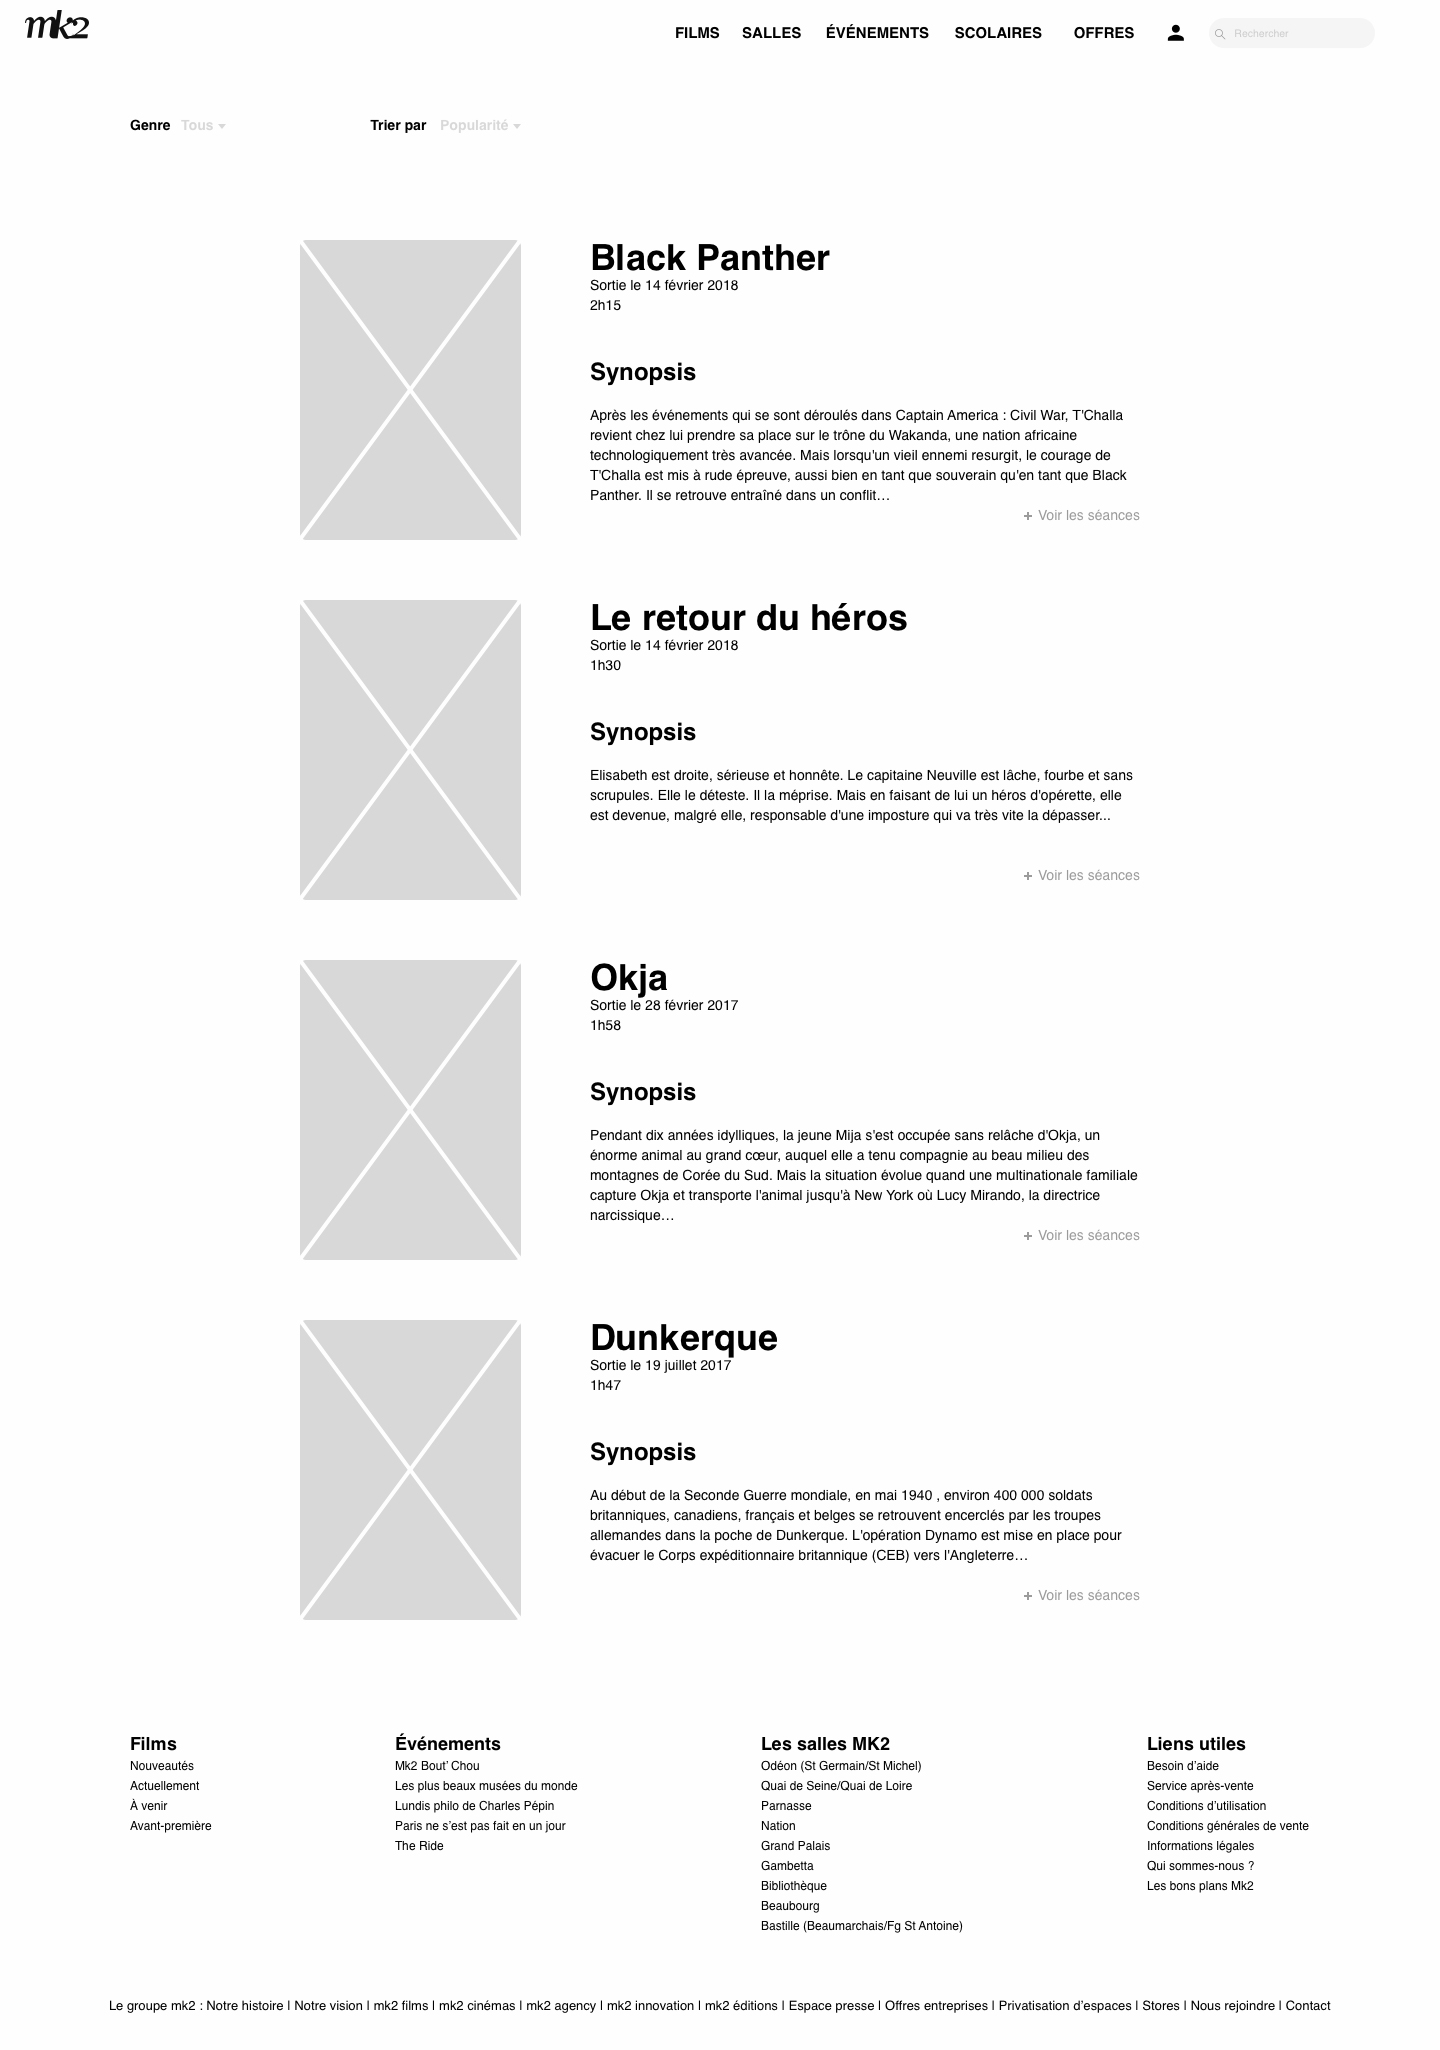 mk2
FILMS SALLES ÉVÉNEMENTS SCOLAIRES OFFRES Rechercher
Genre Tous Trier par Popularité
Black Panther
Sortie le 14 février 2018
2h15
Synopsis
Après les événements qui se sont déroulés dans Captain America : Civil War, T'Challa
revient chez lui prendre sa place sur le trône du Wakanda, une nation africaine
technologiquement très avancée. Mais lorsqu'un vieil ennemi resurgit, le courage de
T'Challa est mis à rude épreuve, aussi bien en tant que souverain qu'en tant que Black
Panther. Il se retrouve entraîné dans un conflit…
+ Voir les séances
Le retour du héros
Sortie le 14 février 2018
1h30
Synopsis
Elisabeth est droite, sérieuse et honnête. Le capitaine Neuville est lâche, fourbe et sans
scrupules. Elle le déteste. Il la méprise. Mais en faisant de lui un héros d'opérette, elle
est devenue, malgré elle, responsable d'une imposture qui va très vite la dépasser...
+ Voir les séances
Okja
Sortie le 28 février 2017
1h58
Synopsis
Pendant dix années idylliques, la jeune Mija s'est occupée sans relâche d'Okja, un
énorme animal au grand cœur, auquel elle a tenu compagnie au beau milieu des
montagnes de Corée du Sud. Mais la situation évolue quand une multinationale familiale
capture Okja et transporte l'animal jusqu'à New York où Lucy Mirando, la directrice
narcissique…
+ Voir les séances
Dunkerque
Sortie le 19 juillet 2017
1h47
Synopsis
Au début de la Seconde Guerre mondiale, en mai 1940 , environ 400 000 soldats
britanniques, canadiens, français et belges se retrouvent encerclés par les troupes
allemandes dans la poche de Dunkerque. L'opération Dynamo est mise en place pour
évacuer le Corps expéditionnaire britannique (CEB) vers l'Angleterre…
+ Voir les séances
Films
Nouveautés
Actuellement
À venir
Avant-première
Événements
Mk2 Bout’ Chou
Les plus beaux musées du monde
Lundis philo de Charles Pépin
Paris ne s’est pas fait en un jour
The Ride
Les salles MK2
Odéon (St Germain/St Michel)
Quai de Seine/Quai de Loire
Parnasse
Nation
Grand Palais
Gambetta
Bibliothèque
Beaubourg
Bastille (Beaumarchais/Fg St Antoine)
Liens utiles
Besoin d’aide
Service après-vente
Conditions d’utilisation
Conditions générales de vente
Informations légales
Qui sommes-nous ?
Les bons plans Mk2
Le groupe mk2 : Notre histoire | Notre vision | mk2 films | mk2 cinémas | mk2 agency | mk2 innovation | mk2 éditions | Espace presse | Offres entreprises | Privatisation d’espaces | Stores | Nous rejoindre | Contact